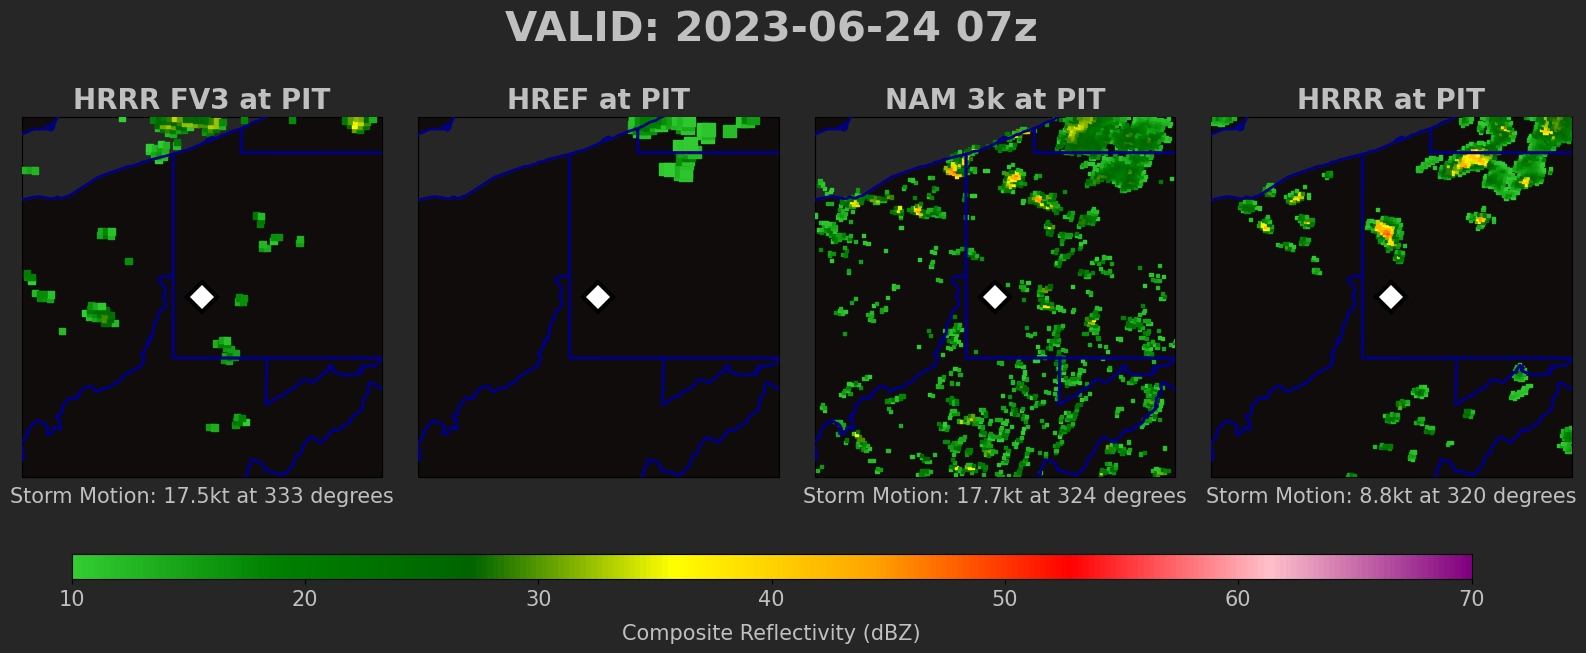 VALID: 2023-06-24 07z
HRRR FV3 at PIT
HREF at PIT
NAM 3k at PIT
HRRR at PIT
Storm Motion: 17.5kt at 333 degrees
Storm Motion: 17.7kt at 324 degrees
Storm Motion: 8.8kt at 320 degrees
10 20 30 40 50 60 70
Composite Reflectivity (dBZ)